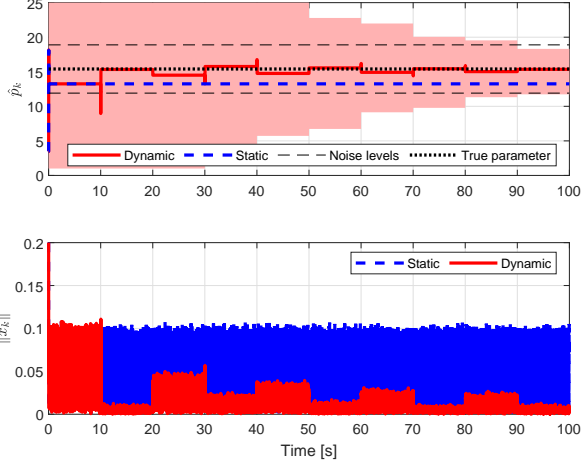 p̂ₖ
25
20
15
10
5
0
Dynamic Static Noise levels True parameter
0 10 20 30 40 50 60 70 80 90 100
||xₖ||
0.2
0.15
0.1
0.05
0
Static Dynamic
0 10 20 30 40 50 60 70 80 90 100
Time [s]